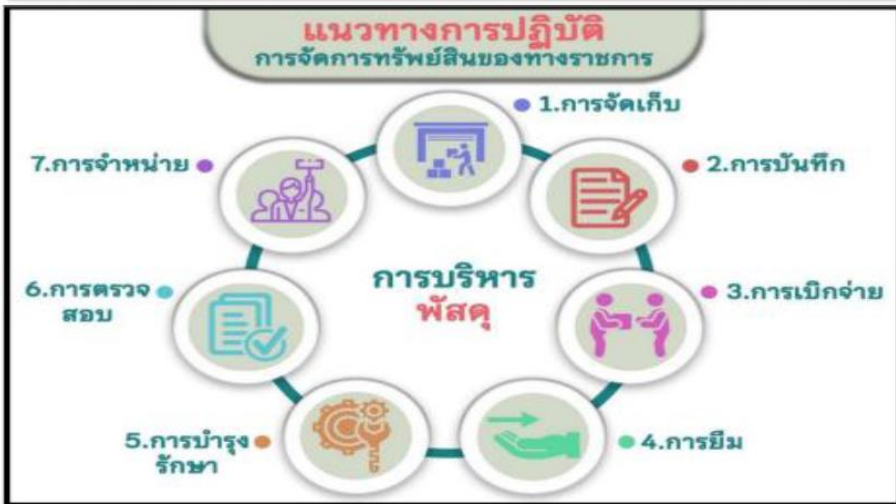 แนวทางการปฏิบัติ
การจัดการทรัพย์สินของทางราชการ
1.การจัดเก็บ
2.การบันทึก
3.การเบิกจ่าย
4.การยืม
5.การบำรุง
รักษา
6.การตรวจ
สอบ
7.การจำหน่าย
การบริหาร
พัสดุ